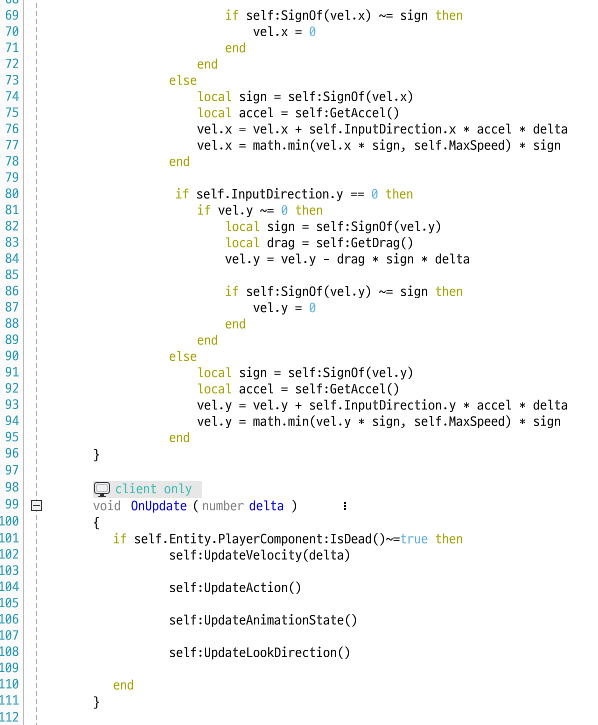 69 if self:SignOf(vel.x) ~= sign then
70 vel.x = 0
71 end
72 end
73 else
74 local sign = self:SignOf(vel.x)
75 local accel = self:GetAccel()
76 vel.x = vel.x + self.InputDirection.x * accel * delta
77 vel.x = math.min(vel.x * sign, self.MaxSpeed) * sign
78 end
79
80 if self.InputDirection.y == 0 then
81 if vel.y ~= 0 then
82 local sign = self:SignOf(vel.y)
83 local drag = self:GetDrag()
84 vel.y = vel.y - drag * sign * delta
85
86 if self:SignOf(vel.y) ~= sign then
87 vel.y = 0
88 end
89 end
90 else
91 local sign = self:SignOf(vel.y)
92 local accel = self:GetAccel()
93 vel.y = vel.y + self.InputDirection.y * accel * delta
94 vel.y = math.min(vel.y * sign, self.MaxSpeed) * sign
95 end
96 }
97
98 client only
99 void OnUpdate ( number delta )
100 {
101 if self.Entity.PlayerComponent:IsDead()~=true then
102 self:UpdateVelocity(delta)
103
104 self:UpdateAction()
105
106 self:UpdateAnimationState()
107
108 self:UpdateLookDirection()
109
110 end
111 }
112